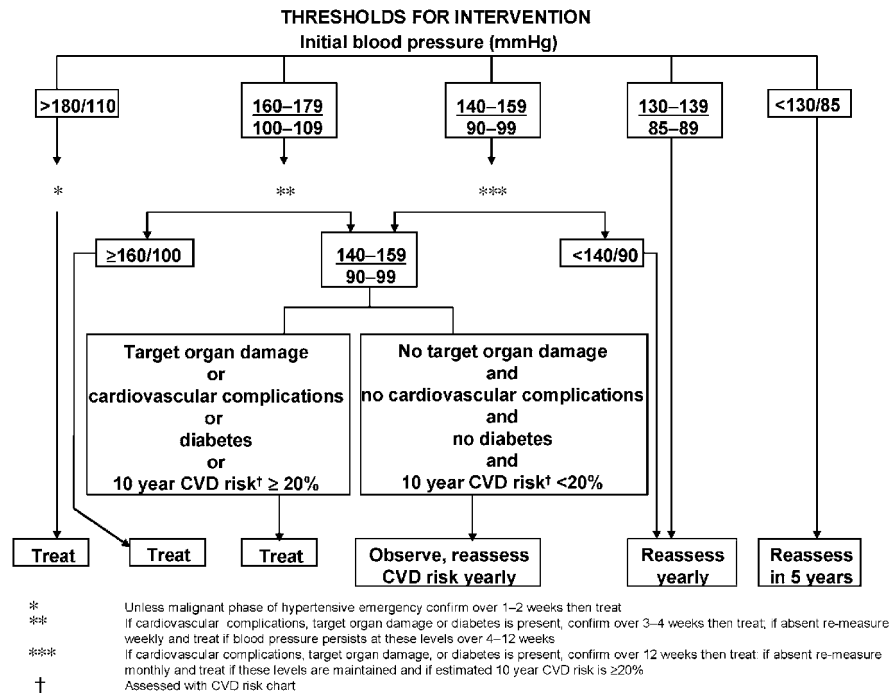 THRESHOLDS FOR INTERVENTION
Initial blood pressure (mmHg)
>180/110
160–179
100–109
140–159
90–99
130–139
85–89
<130/85
*
**
***
≥160/100
140–159
90–99
<140/90
Target organ damage
or
cardiovascular complications
or
diabetes
or
10 year CVD risk† ≥ 20%
No target organ damage
and
no cardiovascular complications
and
no diabetes
and
10 year CVD risk† <20%
Treat
Treat
Treat
Observe, reassess
CVD risk yearly
Reassess
yearly
Reassess
in 5 years
* Unless malignant phase of hypertensive emergency confirm over 1–2 weeks then treat
** If cardiovascular complications, target organ damage or diabetes is present, confirm over 3–4 weeks then treat; if absent re-measure
weekly and treat if blood pressure persists at these levels over 4–12 weeks
*** If cardiovascular complications, target organ damage, or diabetes is present, confirm over 12 weeks then treat: if absent re-measure
monthly and treat if these levels are maintained and if estimated 10 year CVD risk is ≥20%
† Assessed with CVD risk chart